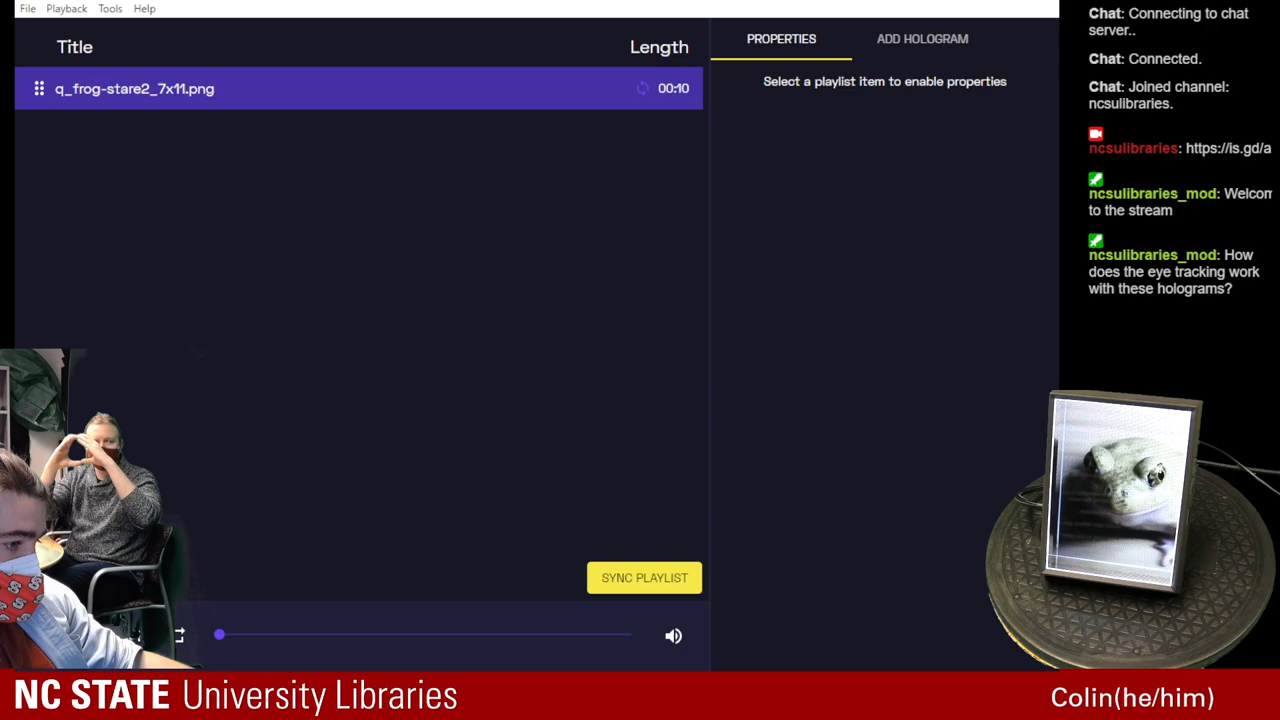 File Playback Tools Help
Title Length
q_frog-stare2_7x11.png 00:10
SYNC PLAYLIST
PROPERTIES ADD HOLOGRAM
Select a playlist item to enable properties
Chat: Connecting to chat
server..
Chat: Connected.
Chat: Joined channel:
ncsulibraries.
ncsulibraries: https://is.gd/a
ncsulibraries_mod: Welcom
to the stream
ncsulibraries_mod: How
does the eye tracking work
with these holograms?
NC STATE University Libraries
Colin(he/him)